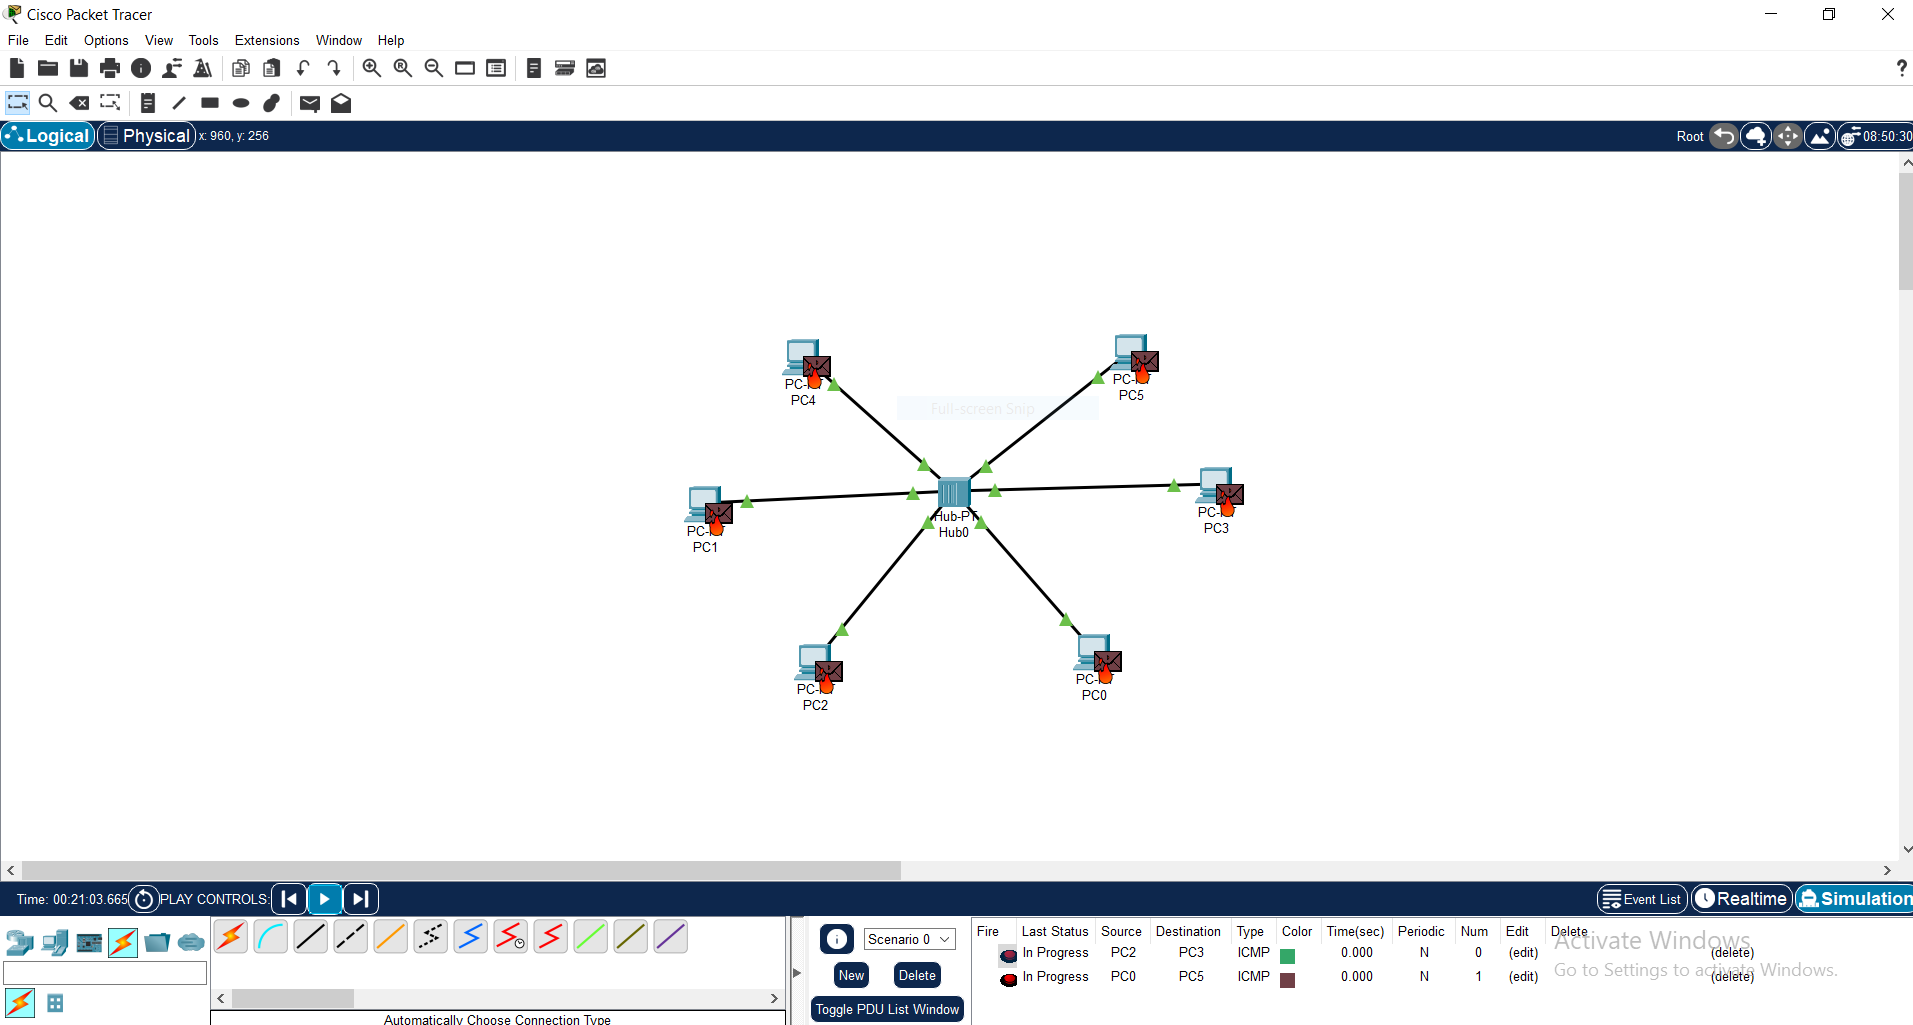 Cisco Packet Tracer
File Edit Options View Tools Extensions Window Help
?
Logical Physical x: 960, y: 256 Root 08:50:30
PC-PT
PC4
PC-PT
PC5
Full-screen Snip
PC-PT
PC1
Hub-PT
Hub0
PC-PT
PC3
PC-PT
PC2
PC-PT
PC0
Time: 00:21:03.665 PLAY CONTROLS: Event List Realtime Simulation
Scenario 0
New Delete
Toggle PDU List Window
Automatically Choose Connection Type
Fire Last Status Source Destination Type Color Time(sec) Periodic Num Edit Delete
In Progress PC2 PC3 ICMP 0.000 N 0 (edit) (delete)
In Progress PC0 PC5 ICMP 0.000 N 1 (edit) (delete)
Activate Windows
Go to Settings to activate Windows.